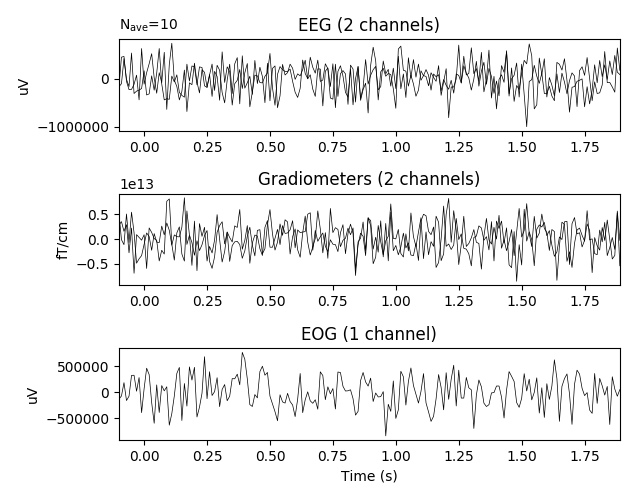 N_ave=10
EEG (2 channels)
uV
0
−1000000
0.00 0.25 0.50 0.75 1.00 1.25 1.50 1.75
1e13
Gradiometers (2 channels)
fT/cm
0.5
0.0
−0.5
0.00 0.25 0.50 0.75 1.00 1.25 1.50 1.75
EOG (1 channel)
uV
500000
0
−500000
0.00 0.25 0.50 0.75 1.00 1.25 1.50 1.75
Time (s)